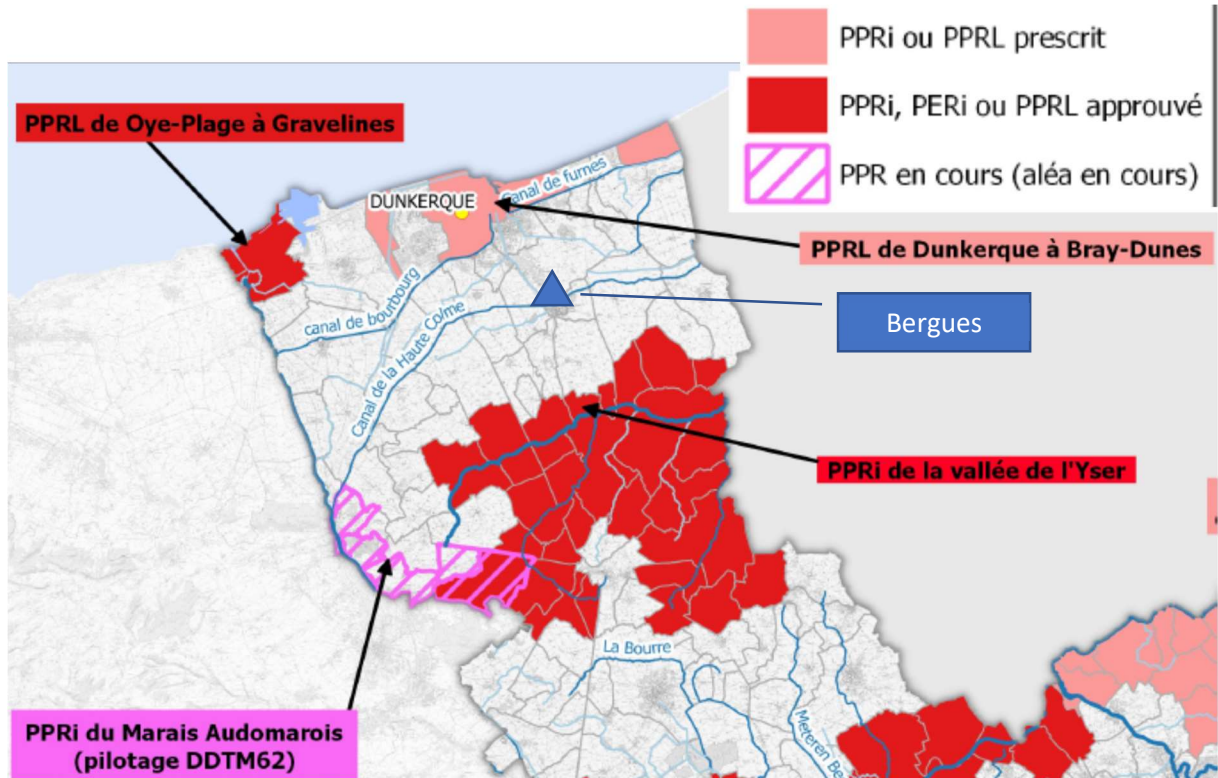 PPRi ou PPRL prescrit
PPRi, PERi ou PPRL approuvé
PPR en cours (aléa en cours)
PPRL de Oye-Plage à Gravelines
Canal de furnes
DUNKERQUE
PPRL de Dunkerque à Bray-Dunes
canal de bourbourg
Canal de la Haute Colme
Bergues
PPRi de la vallée de l'Yser
La Bourre
PPRi du Marais Audomarois
(pilotage DDTM62)
Meteren Be